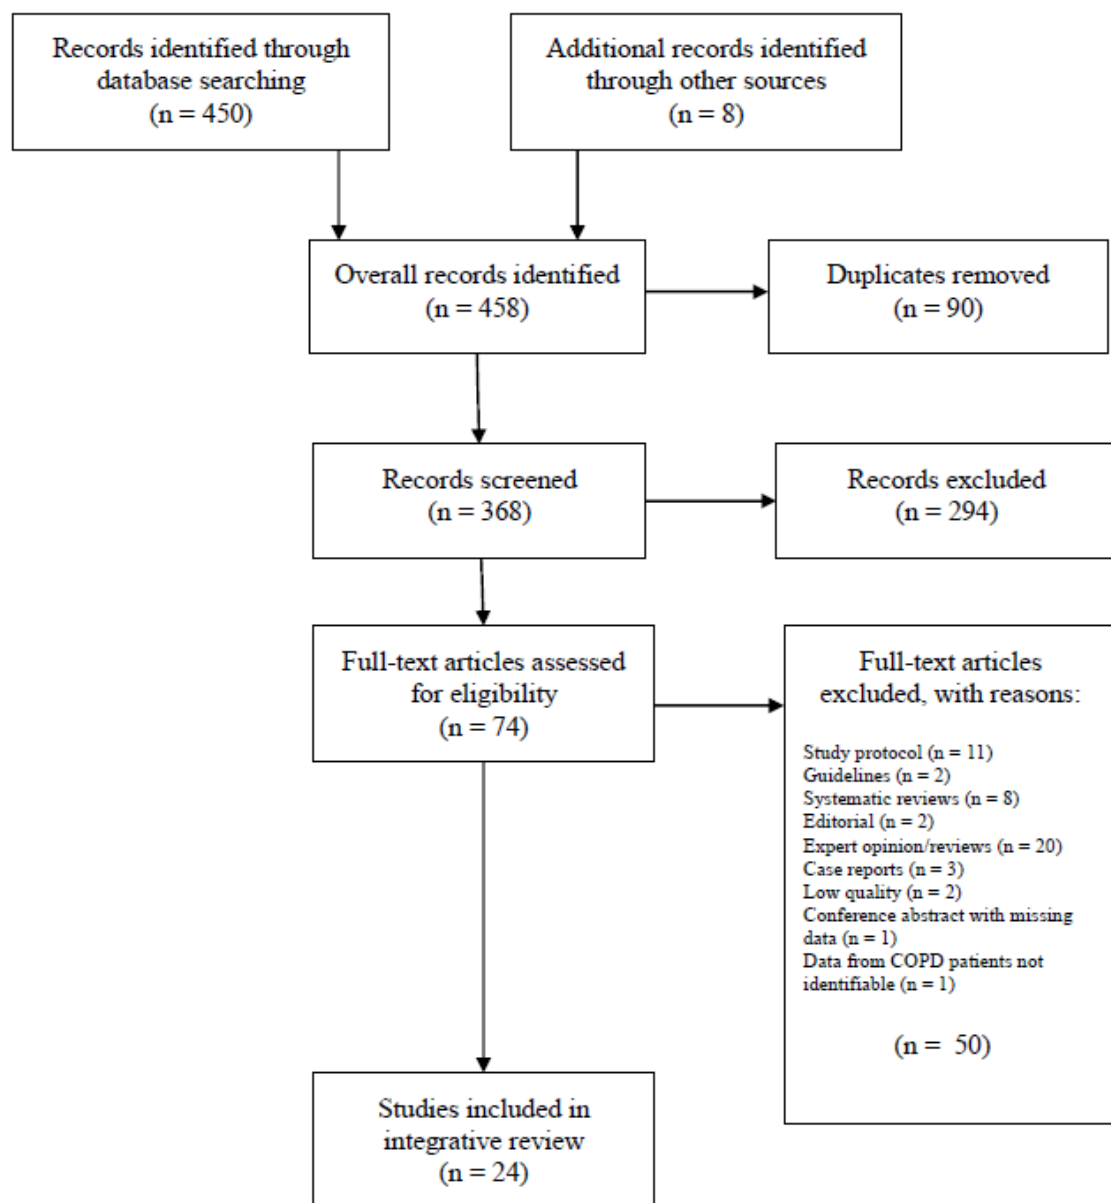 Records identified through
database searching
(n = 450)
Additional records identified
through other sources
(n = 8)
Overall records identified
(n = 458)
Duplicates removed
(n = 90)
Records screened
(n = 368)
Records excluded
(n = 294)
Full-text articles assessed
for eligibility
(n = 74)
Full-text articles
excluded, with reasons:
Study protocol (n = 11)
Guidelines (n = 2)
Systematic reviews (n = 8)
Editorial (n = 2)
Expert opinion/reviews (n = 20)
Case reports (n = 3)
Low quality (n = 2)
Conference abstract with missing
data (n = 1)
Data from COPD patients not
identifiable (n = 1)
(n =  50)
Studies included in
integrative review
(n = 24)